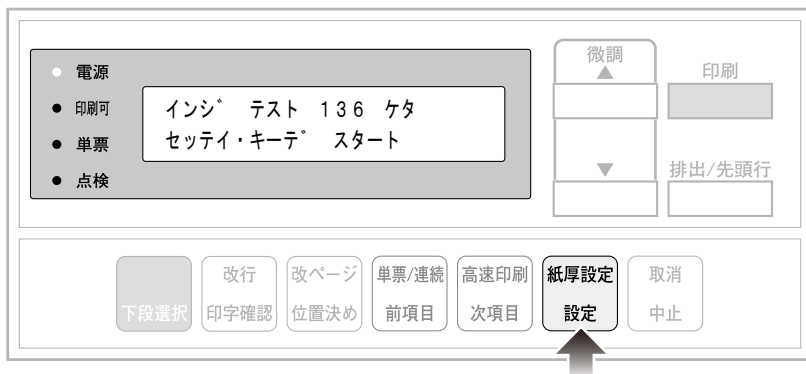 電源
印刷可
単票
点検
インジ テスト 136 ケタ
セッテイ・キーデ スタート
微調
▲
▼
印刷
排出/先頭行
下段選択
改行
印字確認
改ページ
位置決め
単票/連続
前項目
高速印刷
次項目
紙厚設定
設定
取消
中止